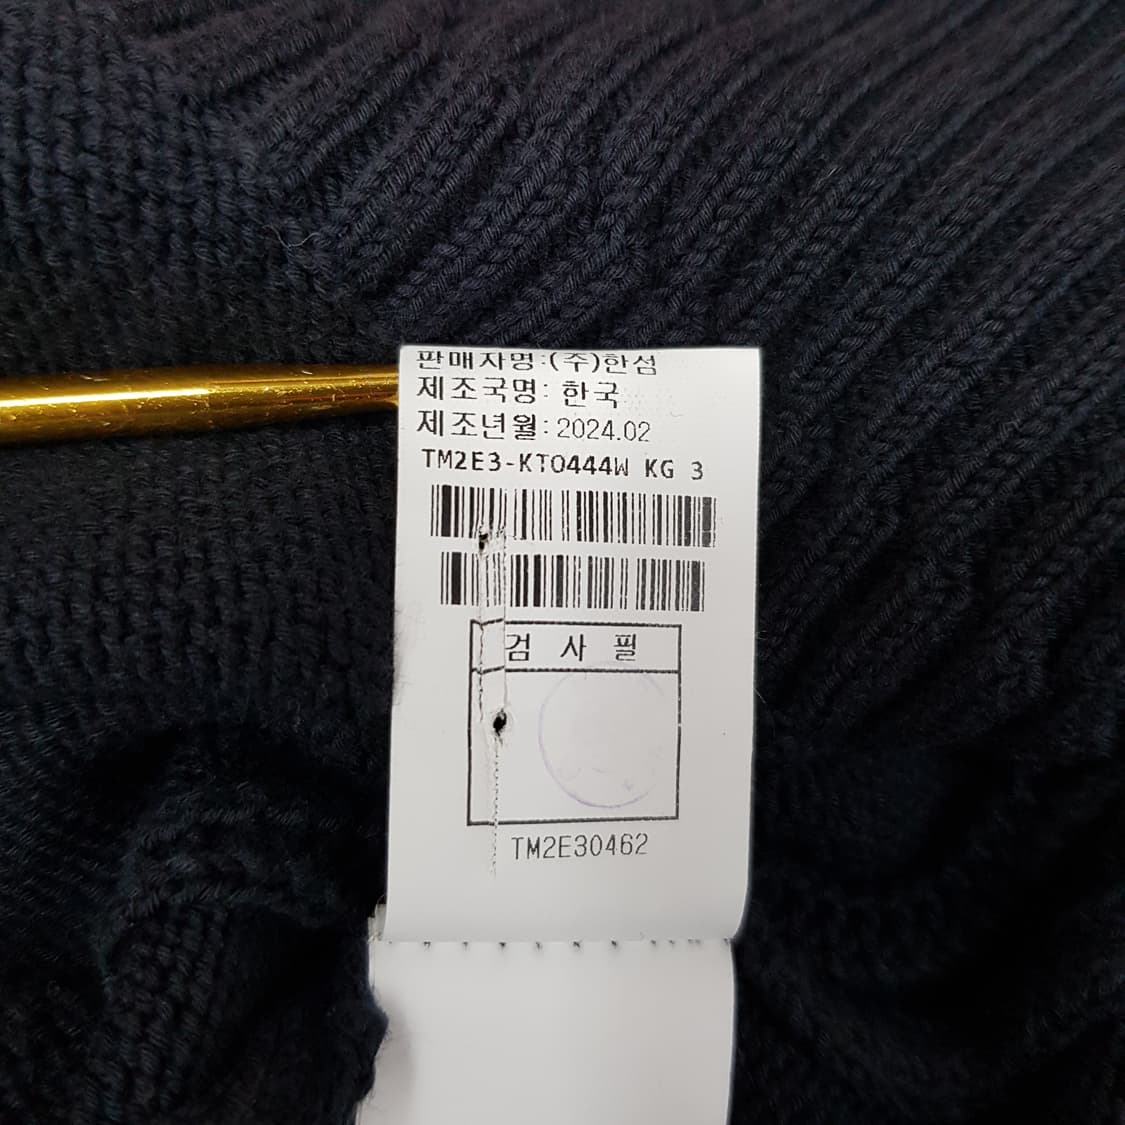 판매자명:(주)한섬
제조국명: 한국
제조년월: 2024.02
TM2E3-KTO444W KG 3
검 사 필
TM2E30462